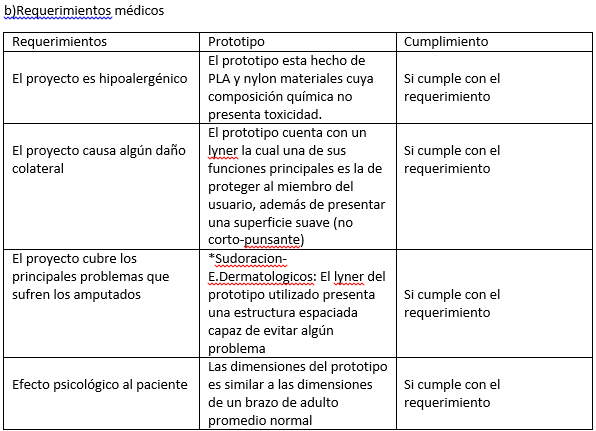 b)Requerimientos médicos
Requerimientos
Prototipo
Cumplimiento
El proyecto es hipoalergénico
El prototipo esta hecho de
PLA y nylon materiales cuya
composición química no
presenta toxicidad.
Si cumple con el
requerimiento
El proyecto causa algún daño
colateral
El prototipo cuenta con un
lyner la cual una de sus
funciones principales es la de
proteger al miembro del
usuario, además de presentar
una superficie suave (no
corto-punsante)
Si cumple con el
requerimiento
El proyecto cubre los
principales problemas que
sufren los amputados
*Sudoracion-
E.Dermatologicos: El lyner del
prototipo utilizado presenta
una estructura espaciada
capaz de evitar algún
problema
Si cumple con el
requerimiento
Efecto psicológico al paciente
Las dimensiones del prototipo
es similar a las dimensiones
de un brazo de adulto
promedio normal
Si cumple con el
requerimiento